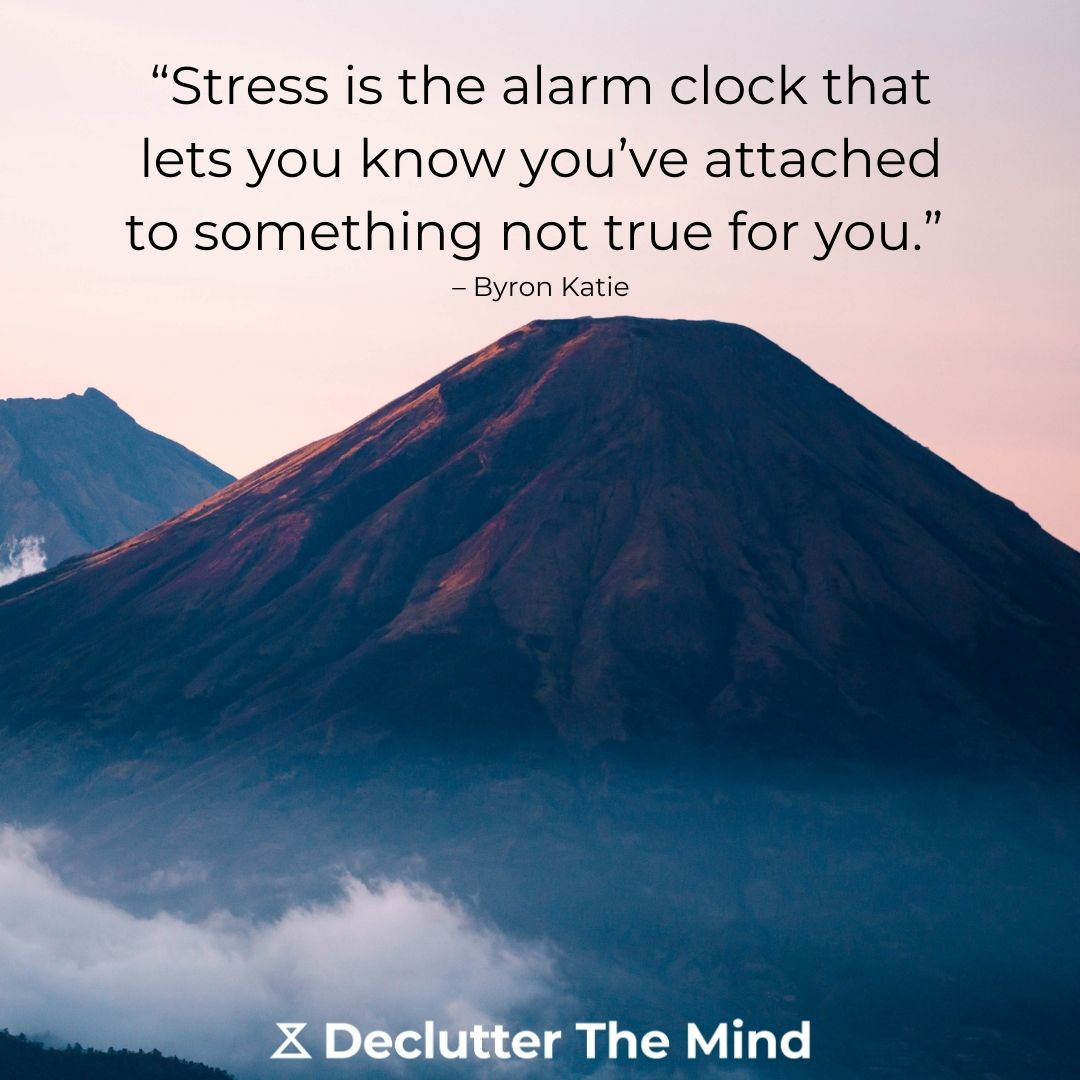 “Stress is the alarm clock that
lets you know you’ve attached
to something not true for you.”
– Byron Katie
Declutter The Mind